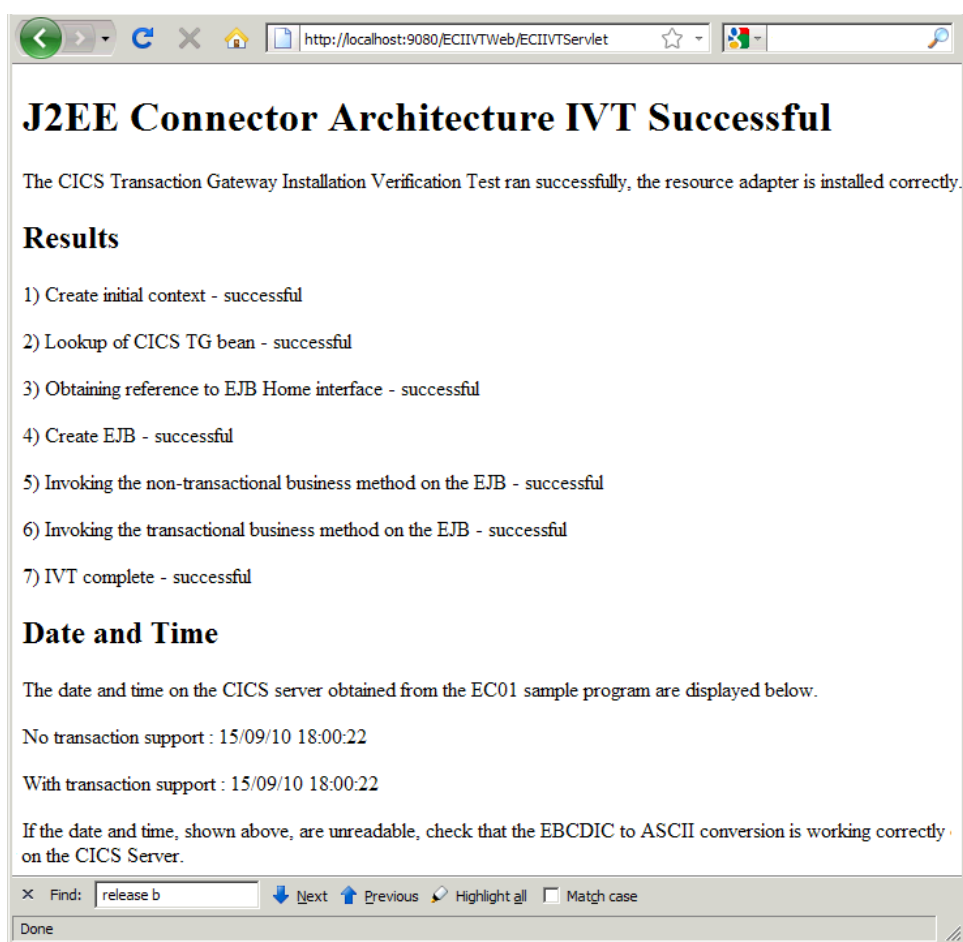 http://localhost:9080/ECIIVTWeb/ECIIVTServlet
J2EE Connector Architecture IVT Successful
The CICS Transaction Gateway Installation Verification Test ran successfully, the resource adapter is installed correctly.
Results
1) Create initial context - successful
2) Lookup of CICS TG bean - successful
3) Obtaining reference to EJB Home interface - successful
4) Create EJB - successful
5) Invoking the non-transactional business method on the EJB - successful
6) Invoking the transactional business method on the EJB - successful
7) IVT complete - successful
Date and Time
The date and time on the CICS server obtained from the EC01 sample program are displayed below.
No transaction support : 15/09/10 18:00:22
With transaction support : 15/09/10 18:00:22
If the date and time, shown above, are unreadable, check that the EBCDIC to ASCII conversion is working correctly
on the CICS Server.
× Find: release b Next Previous Highlight all Match case
Done